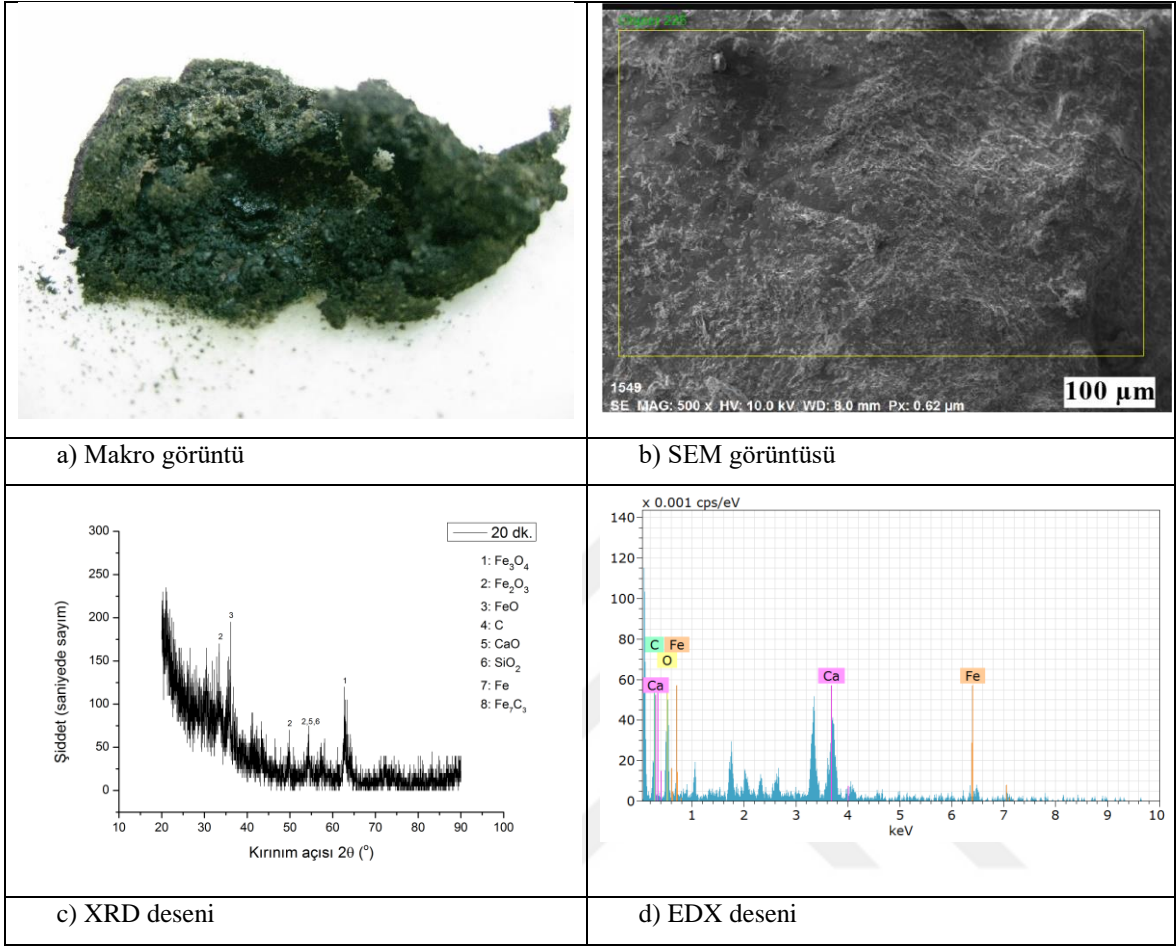 1549
SE MAG: 500 x HV: 10.0 kV WD: 8.0 mm Px: 0.62 µm
100 µm
a) Makro görüntü
b) SEM görüntüsü
20 dk.
1: Fe₃O₄
2: Fe₂O₃
3: FeO
4: C
5: CaO
6: SiO₂
7: Fe
8: Fe₇C₃
Şiddet (saniyede sayım)
300
250
200
150
100
50
0
2
3
2
2,5,6
1
10 20 30 40 50 60 70 80 90 100
Kırınım açısı 2θ (°)
x 0.001 cps/eV
140
120
100
80
60
40
20
0
C Fe
O
Ca
Ca
Fe
1 2 3 4 5 6 7 8 9 10
keV
c) XRD deseni
d) EDX deseni